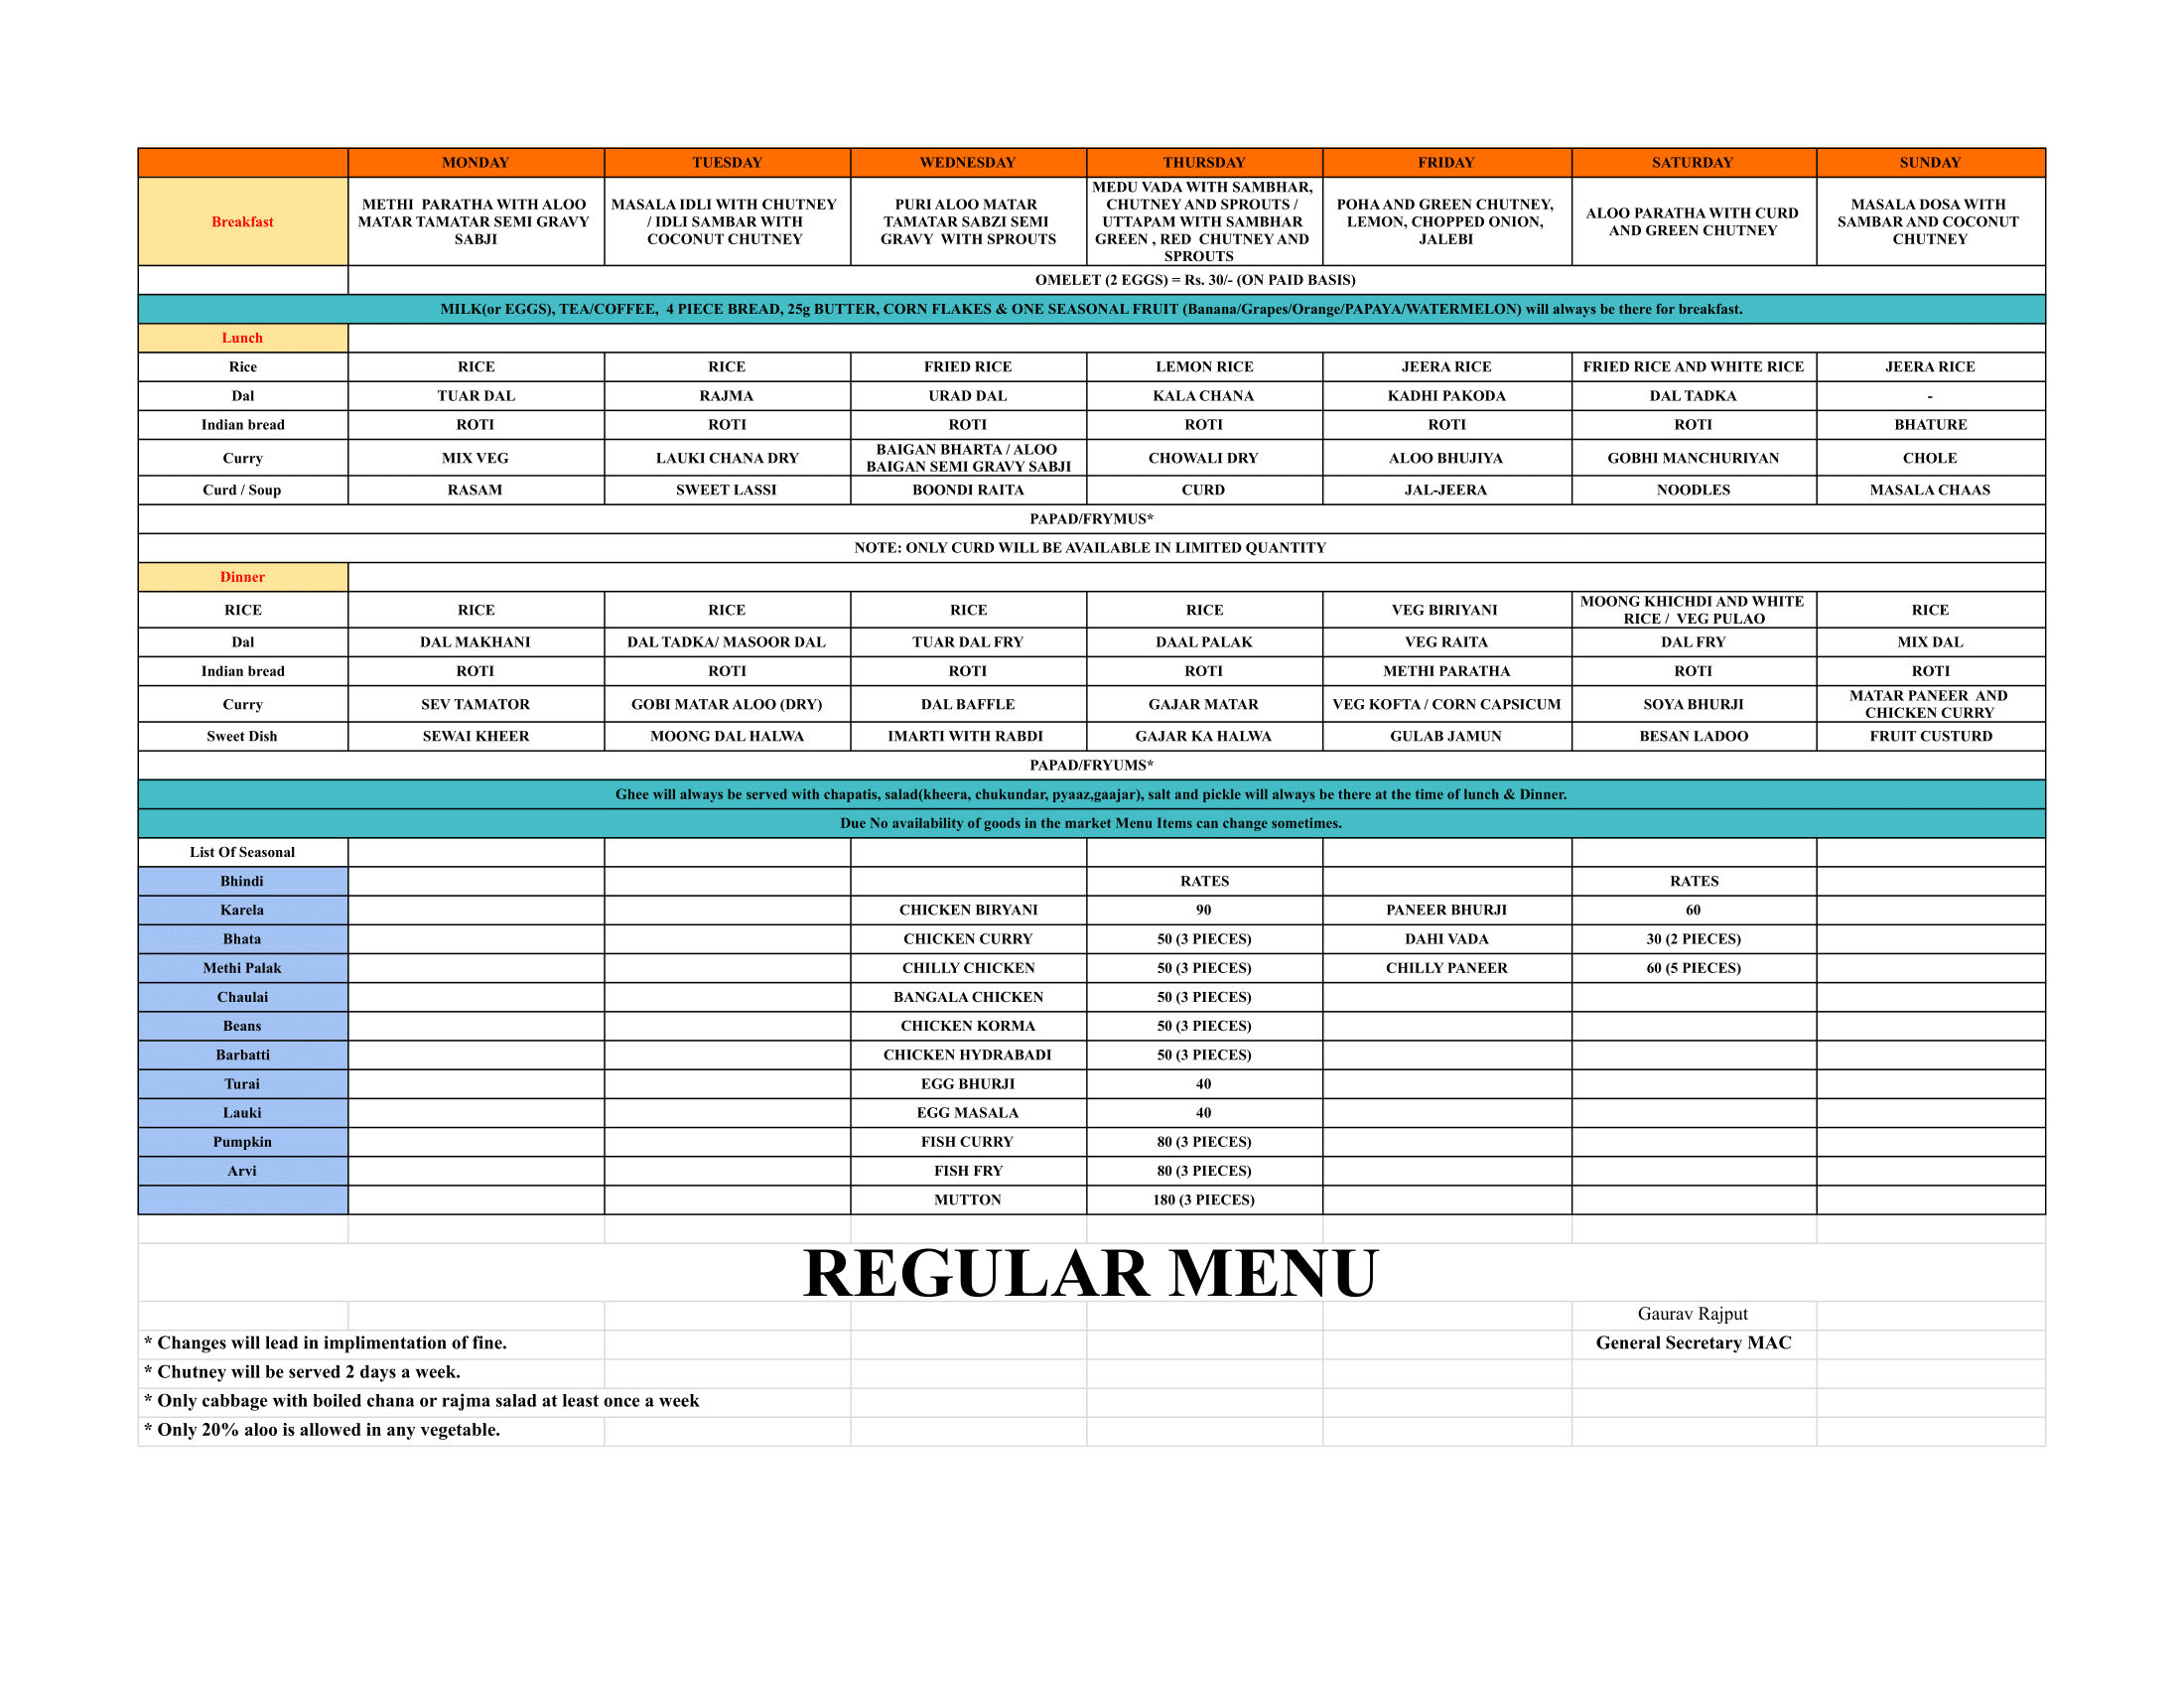 MONDAY TUESDAY WEDNESDAY THURSDAY FRIDAY SATURDAY SUNDAY
Breakfast
METHI PARATHA WITH ALOO
MATAR TAMATAR SEMI GRAVY
SABJI
MASALA IDLI WITH CHUTNEY
/ IDLI SAMBAR WITH
COCONUT CHUTNEY
PURI ALOO MATAR
TAMATAR SABZI SEMI
GRAVY WITH SPROUTS
MEDU VADA WITH SAMBHAR,
CHUTNEY AND SPROUTS /
UTTAPAM WITH SAMBHAR
GREEN , RED CHUTNEY AND
SPROUTS
POHA AND GREEN CHUTNEY,
LEMON, CHOPPED ONION,
JALEBI
ALOO PARATHA WITH CURD
AND GREEN CHUTNEY
MASALA DOSA WITH
SAMBAR AND COCONUT
CHUTNEY
OMELET (2 EGGS) = Rs. 30/- (ON PAID BASIS)
MILK(or EGGS), TEA/COFFEE, 4 PIECE BREAD, 25g BUTTER, CORN FLAKES & ONE SEASONAL FRUIT (Banana/Grapes/Orange/PAPAYA/WATERMELON) will always be there for breakfast.
Lunch
Rice RICE RICE FRIED RICE LEMON RICE JEERA RICE FRIED RICE AND WHITE RICE JEERA RICE
Dal TUAR DAL RAJMA URAD DAL KALA CHANA KADHI PAKODA DAL TADKA -
Indian bread ROTI ROTI ROTI ROTI ROTI ROTI BHATURE
Curry MIX VEG LAUKI CHANA DRY
BAIGAN BHARTA / ALOO
BAIGAN SEMI GRAVY SABJI
CHOWALI DRY ALOO BHUJIYA GOBHI MANCHURIYAN CHOLE
Curd / Soup RASAM SWEET LASSI BOONDI RAITA CURD JAL-JEERA NOODLES MASALA CHAAS
PAPAD/FRYMUS*
NOTE: ONLY CURD WILL BE AVAILABLE IN LIMITED QUANTITY
Dinner
RICE RICE RICE RICE RICE VEG BIRIYANI
MOONG KHICHDI AND WHITE
RICE / VEG PULAO
RICE
Dal DAL MAKHANI DAL TADKA/ MASOOR DAL TUAR DAL FRY DAAL PALAK VEG RAITA DAL FRY MIX DAL
Indian bread ROTI ROTI ROTI ROTI METHI PARATHA ROTI ROTI
Curry SEV TAMATOR GOBI MATAR ALOO (DRY) DAL BAFFLE GAJAR MATAR VEG KOFTA / CORN CAPSICUM SOYA BHURJI
MATAR PANEER AND
CHICKEN CURRY
Sweet Dish SEWAI KHEER MOONG DAL HALWA IMARTI WITH RABDI GAJAR KA HALWA GULAB JAMUN BESAN LADOO FRUIT CUSTURD
PAPAD/FRYUMS*
Ghee will always be served with chapatis, salad(kheera, chukundar, pyaaz,gaajar), salt and pickle will always be there at the time of lunch & Dinner.
Due No availability of goods in the market Menu Items can change sometimes.
List Of Seasonal
Bhindi RATES RATES
Karela CHICKEN BIRYANI 90 PANEER BHURJI 60
Bhata CHICKEN CURRY 50 (3 PIECES) DAHI VADA 30 (2 PIECES)
Methi Palak CHILLY CHICKEN 50 (3 PIECES) CHILLY PANEER 60 (5 PIECES)
Chaulai BANGALA CHICKEN 50 (3 PIECES)
Beans CHICKEN KORMA 50 (3 PIECES)
Barbatti CHICKEN HYDRABADI 50 (3 PIECES)
Turai EGG BHURJI 40
Lauki EGG MASALA 40
Pumpkin FISH CURRY 80 (3 PIECES)
Arvi FISH FRY 80 (3 PIECES)
MUTTON 180 (3 PIECES)
REGULAR MENU
Gaurav Rajput
* Changes will lead in implimentation of fine. General Secretary MAC
* Chutney will be served 2 days a week.
* Only cabbage with boiled chana or rajma salad at least once a week
* Only 20% aloo is allowed in any vegetable.